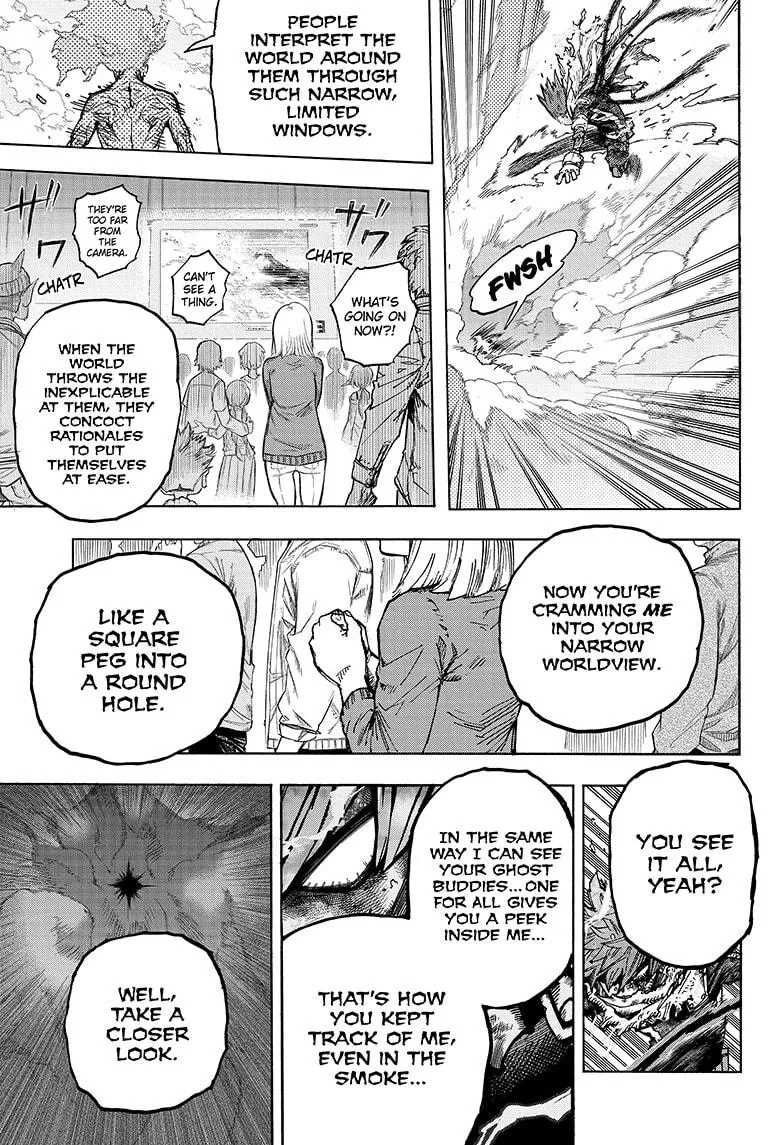 FWSH
PEOPLE
INTERPRET THE
WORLD AROUND
THEM THROUGH
SUCH NARROW,
LIMITED
WINDOWS.
WHAT'S
GOING ON
NOW?!
ザワ
CHATR
CAN'T
SEE A
THING.
THEY'RE
TOO FAR
FROM THE
CAMERA.
ザワ
CHATR
WHEN THE
WORLD
THROWS THE
INEXPLICABLE
AT THEM, THEY
CONCOCT
RATIONALES
TO PUT
THEMSELVES
AT EASE.
NOW YOU'RE
CRAMMING ME
INTO YOUR
NARROW
WORLDVIEW.
LIKE A
SQUARE
PEG INTO
A ROUND
HOLE.
YOU SEE
IT ALL,
YEAH?
IN THE SAME
WAY I CAN SEE
YOUR GHOST
BUDDIES...ONE
FOR ALL GIVES
YOU A PEEK
INSIDE ME...
THAT'S HOW
YOU KEPT
TRACK OF ME,
EVEN IN THE
SMOKE...
WELL,
TAKE A
CLOSER
LOOK.